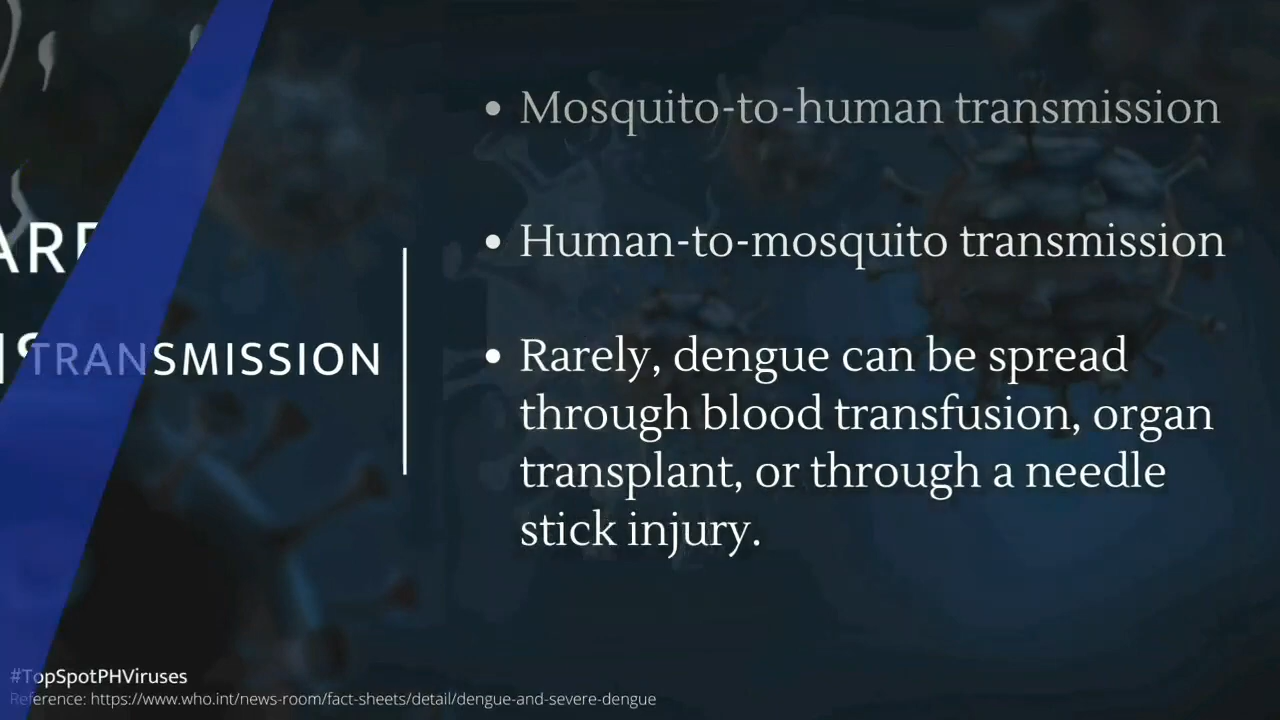 TRANSMISSION
• Mosquito-to-human transmission
• Human-to-mosquito transmission
• Rarely, dengue can be spread
through blood transfusion, organ
transplant, or through a needle
stick injury.
#TopSpotPHViruses
Reference: https://www.who.int/news-room/fact-sheets/detail/dengue-and-severe-dengue